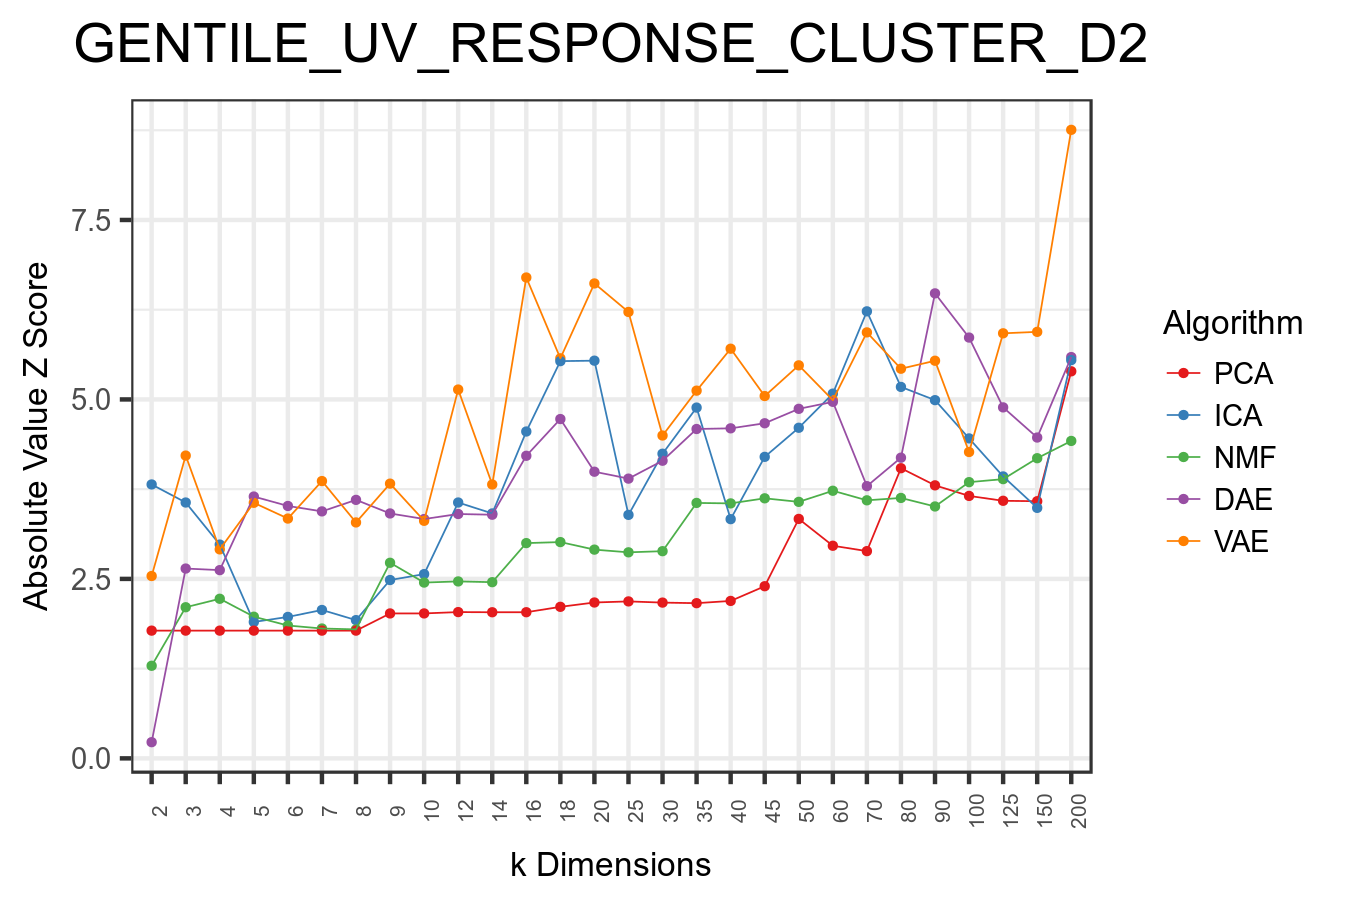 GENTILE_UV_RESPONSE_CLUSTER_D2
Absolute Value Z Score
7.5
5.0
2.5
0.0
2 3 4 5 6 7 8 9 10 12 14 16 18 20 25 30 35 40 45 50 60 70 80 90 100 125 150 200
k Dimensions
Algorithm
PCA
ICA
NMF
DAE
VAE